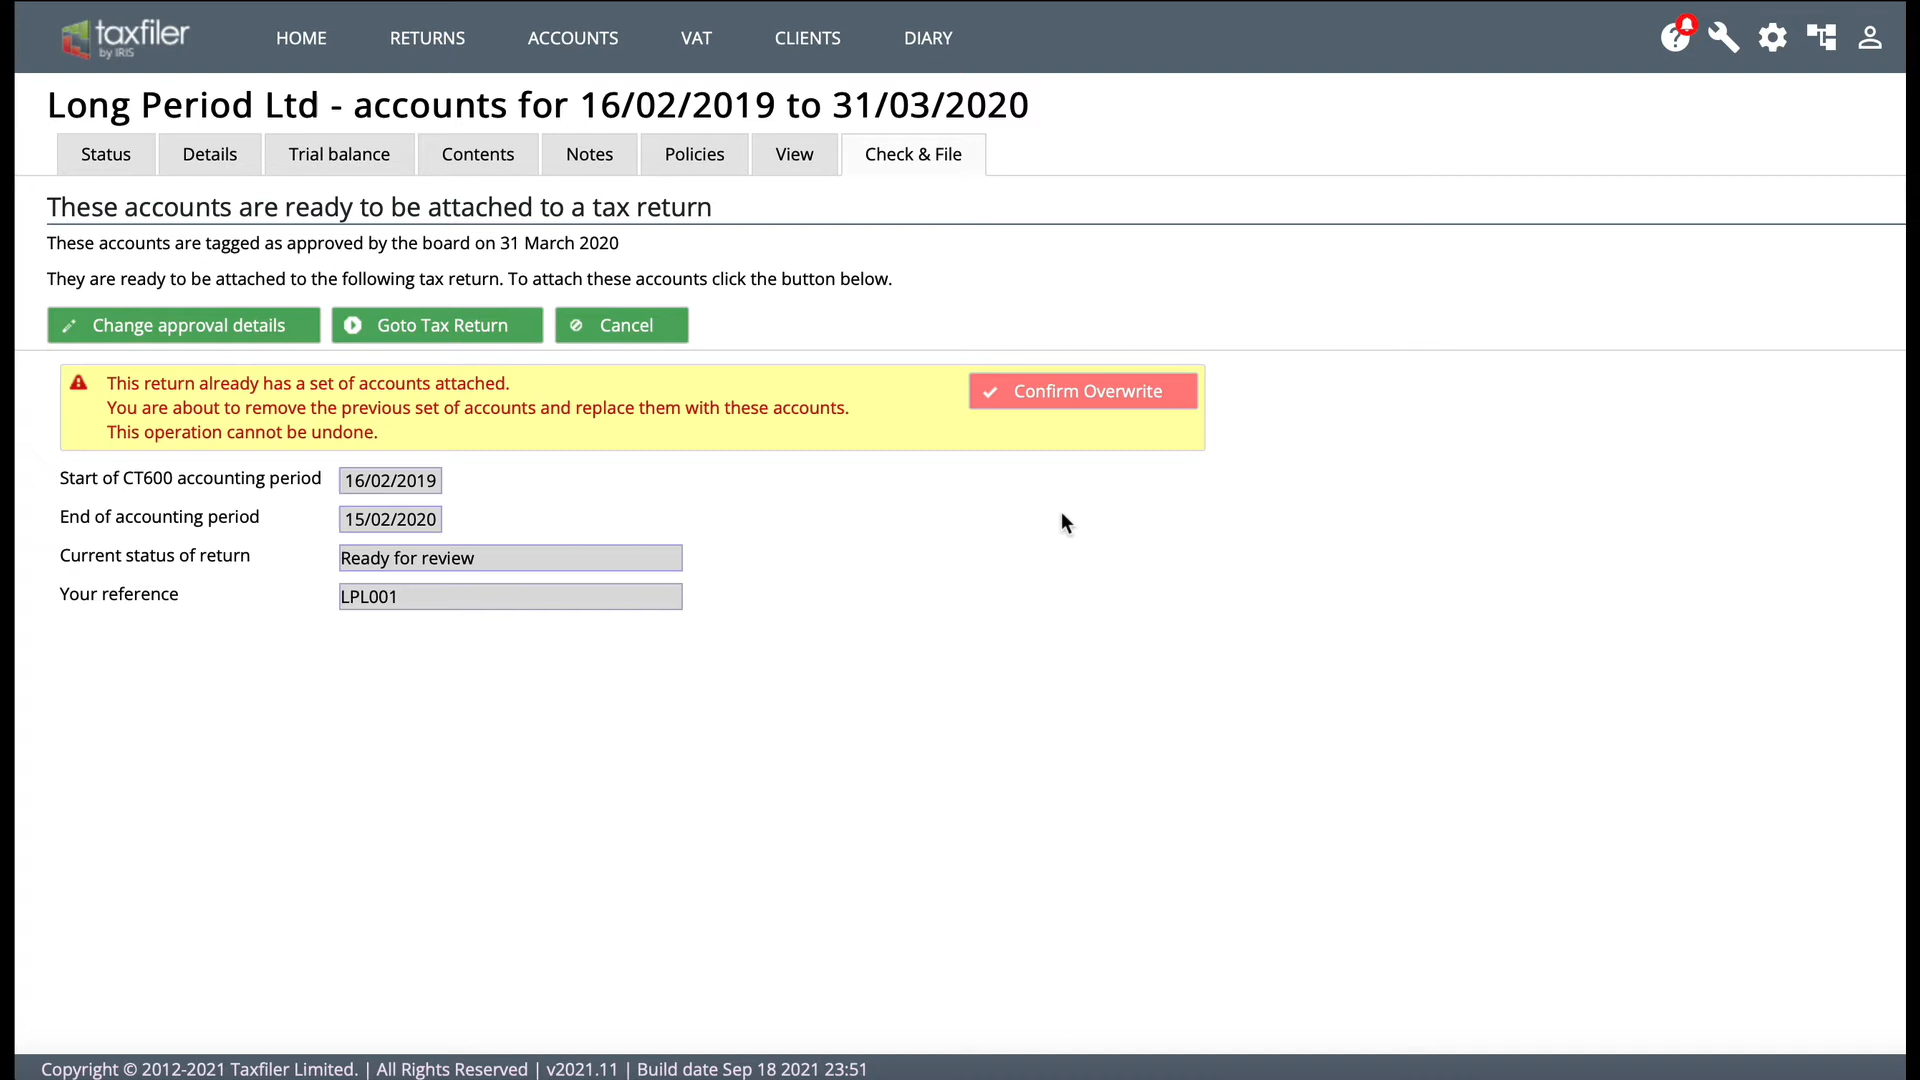 taxfiler
by IRIS
HOME
RETURNS
ACCOUNTS
VAT
CLIENTS
DIARY
Long Period Ltd - accounts for 16/02/2019 to 31/03/2020
Status
Details
Trial balance
Contents
Notes
Policies
View
Check & File
These accounts are ready to be attached to a tax return
These accounts are tagged as approved by the board on 31 March 2020
They are ready to be attached to the following tax return. To attach these accounts click the button below.
Change approval details
Goto Tax Return
Cancel
This return already has a set of accounts attached.
You are about to remove the previous set of accounts and replace them with these accounts.
This operation cannot be undone.
Confirm Overwrite
Start of CT600 accounting period
16/02/2019
End of accounting period
15/02/2020
Current status of return
Ready for review
Your reference
LPL001
Copyright © 2012-2021 Taxfiler Limited. | All Rights Reserved | v2021.11 | Build date Sep 18 2021 23:51